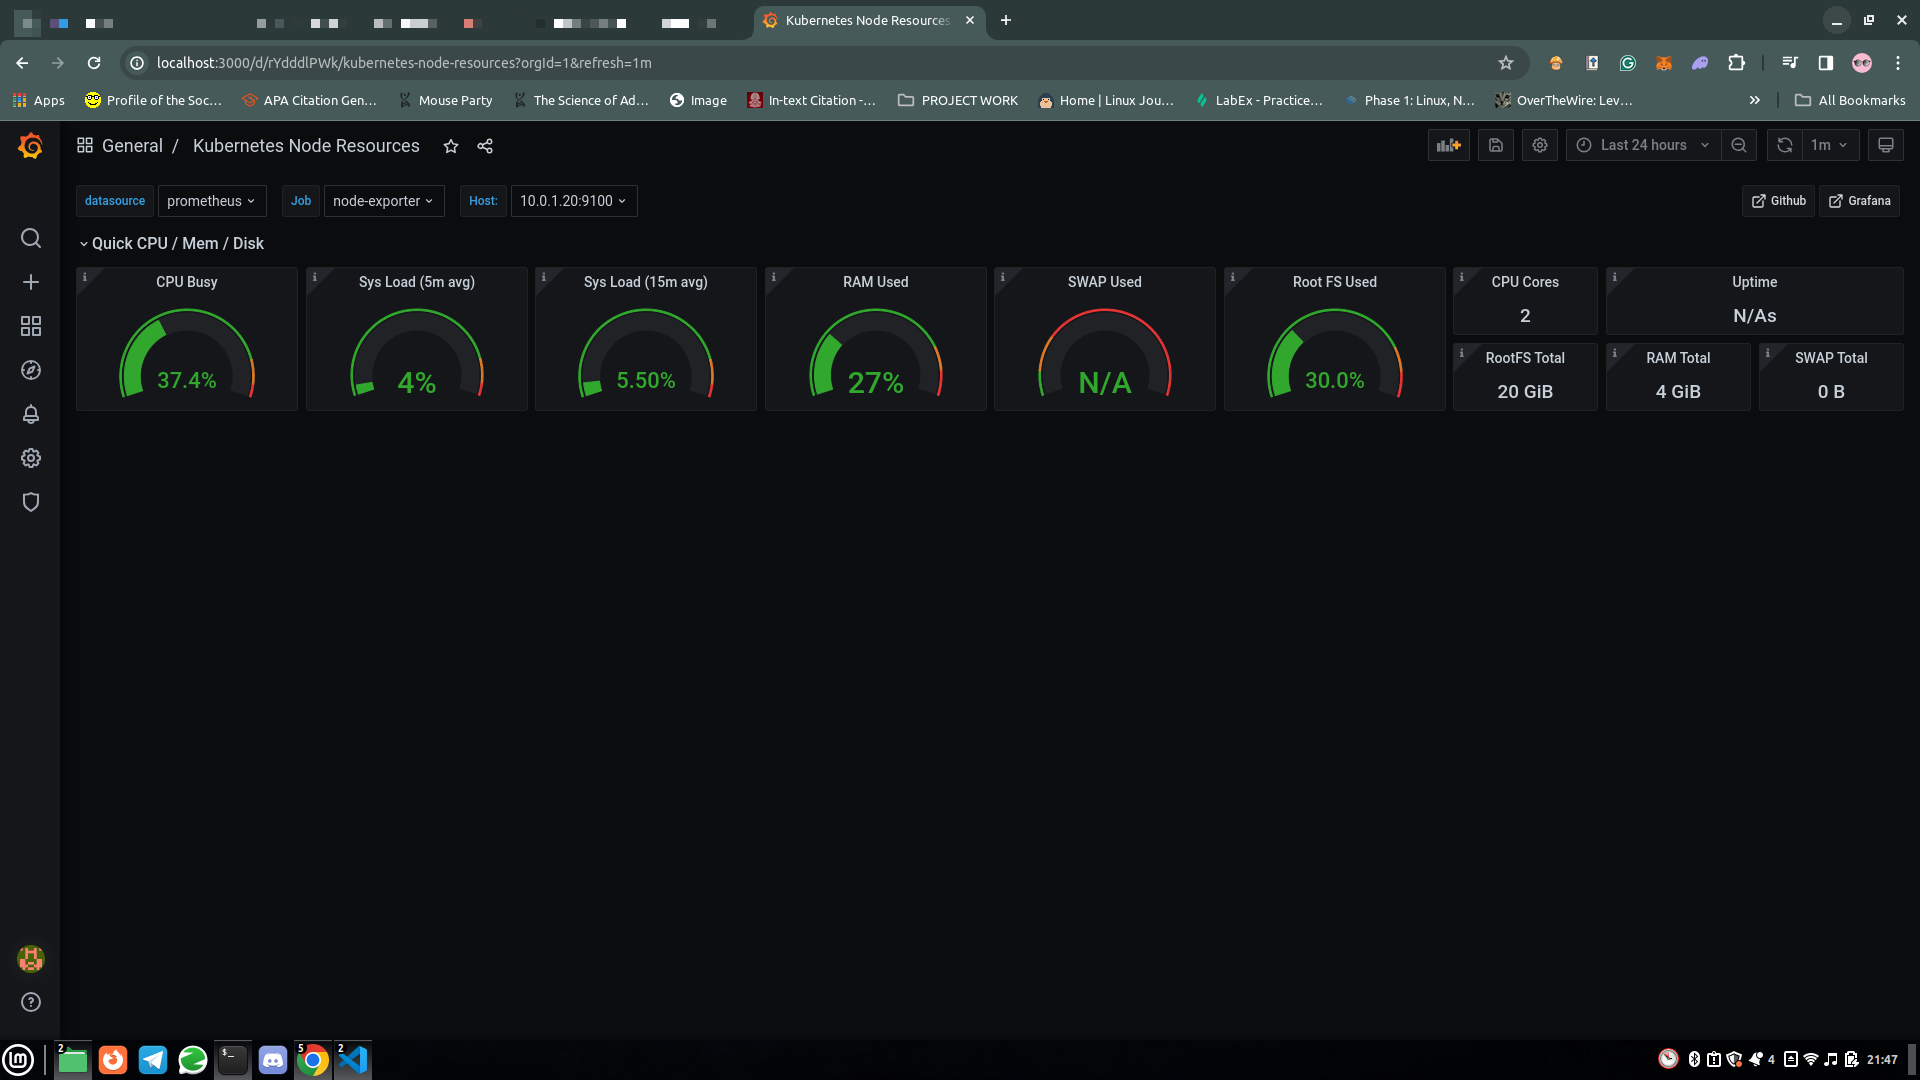 Kubernetes Node Resources
localhost:3000/d/rYdddlPWk/kubernetes-node-resources?orgId=1&refresh=1m
Apps Profile of the Soc... APA Citation Gen... Mouse Party The Science of Ad... Image In-text Citation -... PROJECT WORK Home | Linux Jou... LabEx - Practice... Phase 1: Linux, N... OverTheWire: Lev... » All Bookmarks
General / Kubernetes Node Resources
Last 24 hours 1m
datasource prometheus Job node-exporter Host: 10.0.1.20:9100 Github Grafana
Quick CPU / Mem / Disk
CPU Busy
37.4%
Sys Load (5m avg)
4%
Sys Load (15m avg)
5.50%
RAM Used
27%
SWAP Used
N/A
Root FS Used
30.0%
CPU Cores
2
Uptime
N/As
RootFS Total
20 GiB
RAM Total
4 GiB
SWAP Total
0 B
2 $_ 5 2 4 21:47